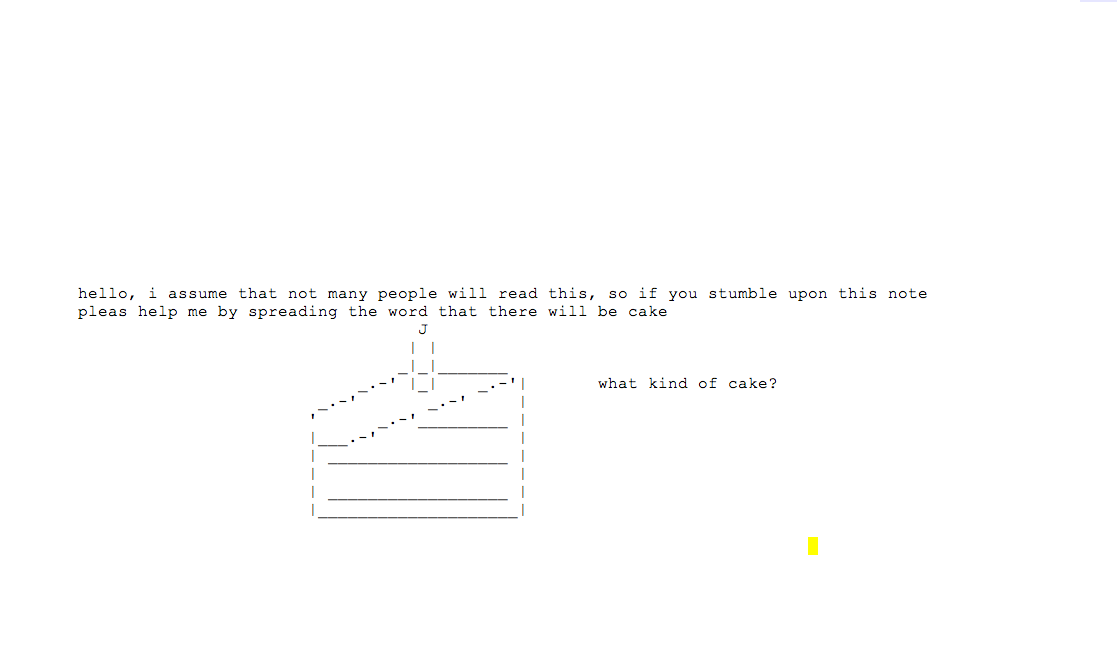 hello, i assume that not many people will read this, so if you stumble upon this note
pleas help me by spreading the word that there will be cake
what kind of cake?